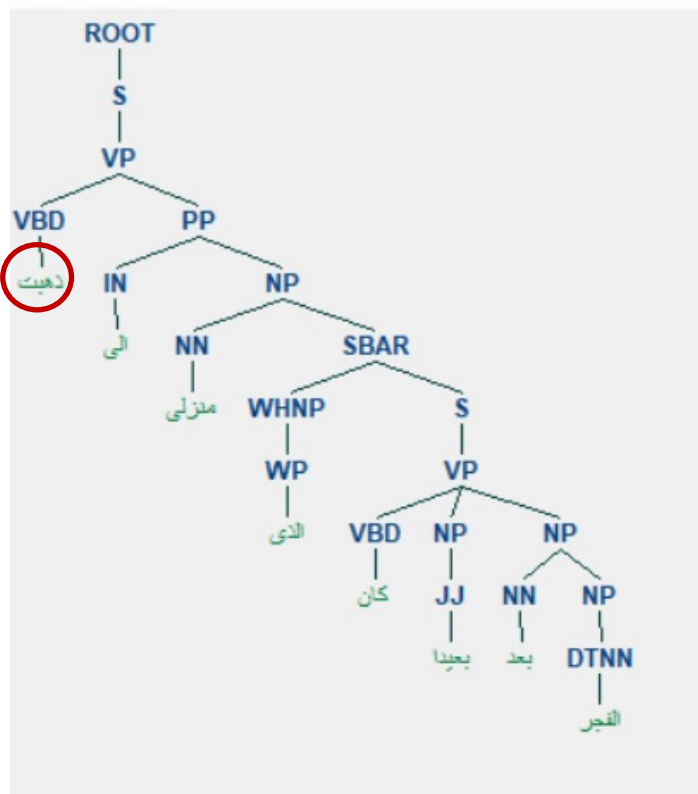 ROOT
S
VP
VBD PP
ذهبت IN NP
الى NN SBAR
منزلى WHNP S
WP VP
الذى VBD NP NP
كان JJ NN NP
بعيدا بعد DTNN
الفجر